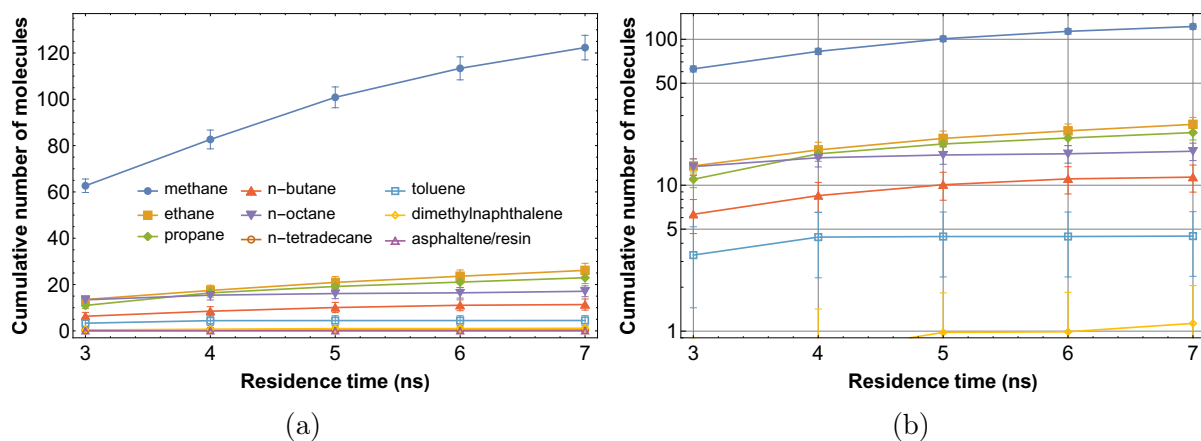 120
100
80
60
40
20
0
Cumulative number of molecules
methane
ethane
propane
n-butane
n-octane
n-tetradecane
toluene
dimethylnaphthalene
asphaltene/resin
3 4 5 6 7
Residence time (ns)
(a)
100
50
10
5
1
Cumulative number of molecules
3 4 5 6 7
Residence time (ns)
(b)